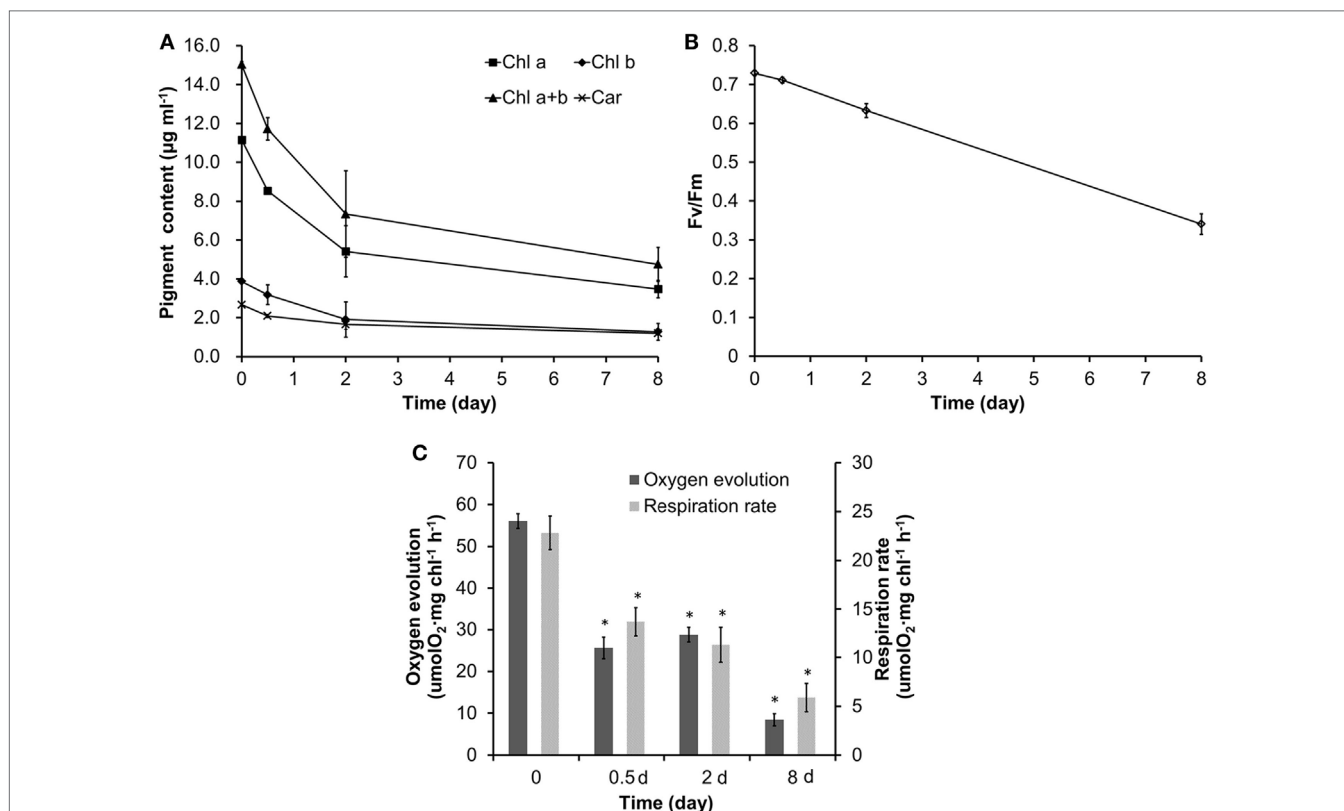 A
16.0
14.0
12.0
10.0
8.0
6.0
4.0
2.0
0.0
Pigment content (µg ml⁻¹)
Chl a
Chl b
Chl a+b
Car
0 1 2 3 4 5 6 7 8
Time (day)
B
0.8
0.7
0.6
0.5
0.4
0.3
0.2
0.1
0
Fv/Fm
0 1 2 3 4 5 6 7 8
Time (day)
C
70
60
50
40
30
20
10
0
Oxygen evolution
(umolO₂·mg chl⁻¹ h⁻¹)
Oxygen evolution
Respiration rate
* * * * * *
30
25
20
15
10
5
0
Respiration rate
(umolO₂·mg chl⁻¹ h⁻¹)
0 0.5 d 2 d 8 d
Time (day)